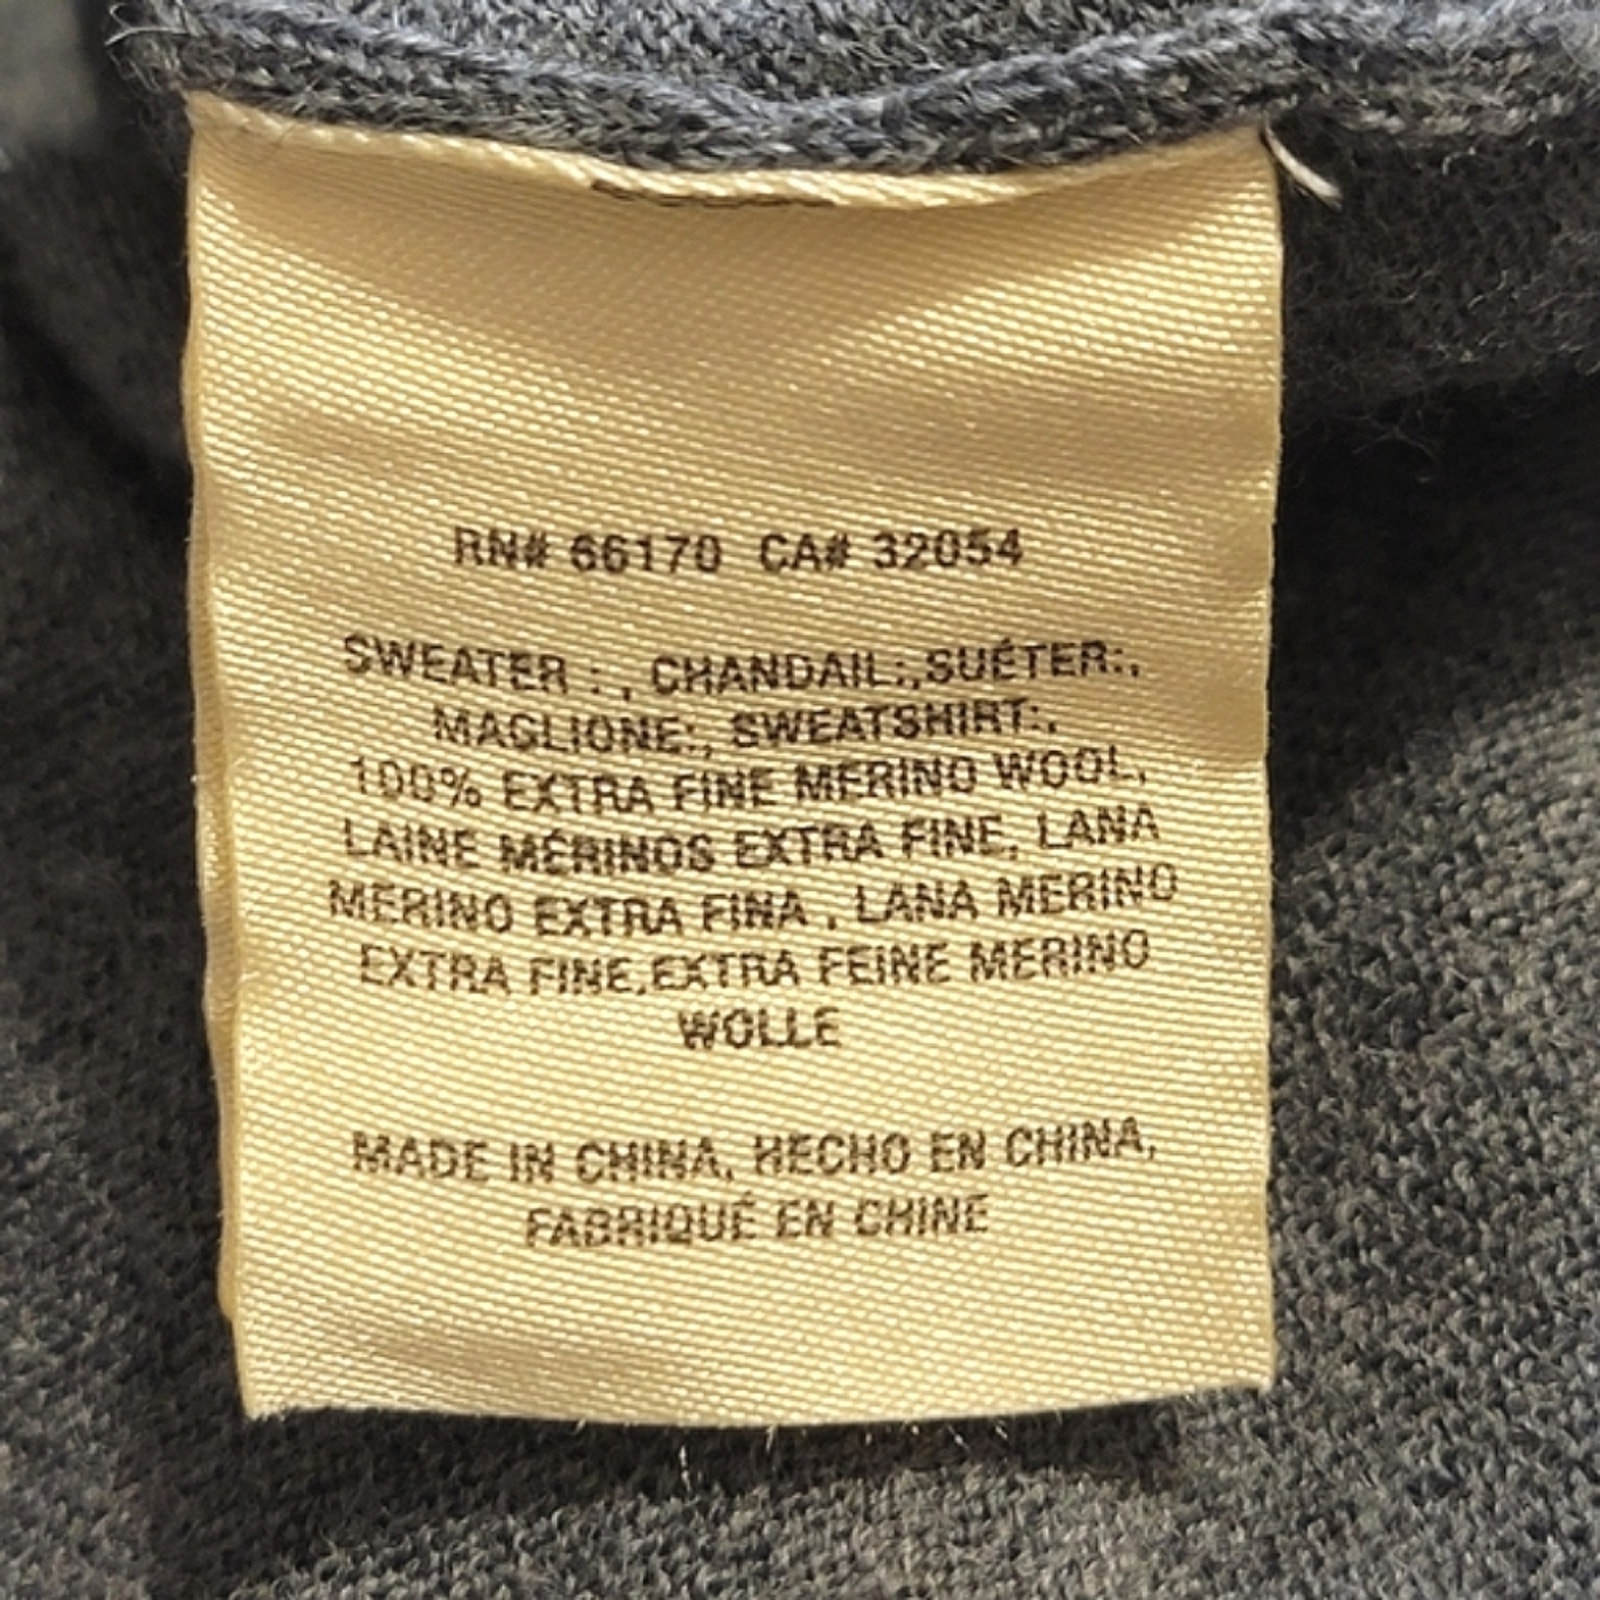 RN# 66170 CA# 32054
SWEATER : , CHANDAIL:,SUÉTER:,
MAGLIONE:, SWEATSHIRT:,
100% EXTRA FINE MERINO WOOL,
LAINE MÉRINOS EXTRA FINE, LANA
MERINO EXTRA FINA , LANA MERINO
EXTRA FINE,EXTRA FEINE MERINO
WOLLE
MADE IN CHINA, HECHO EN CHINA,
FABRIQUÉ EN CHINE